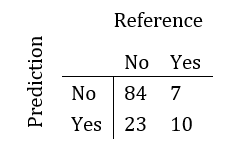 Reference
Prediction
No Yes
No 84 7
Yes 23 10